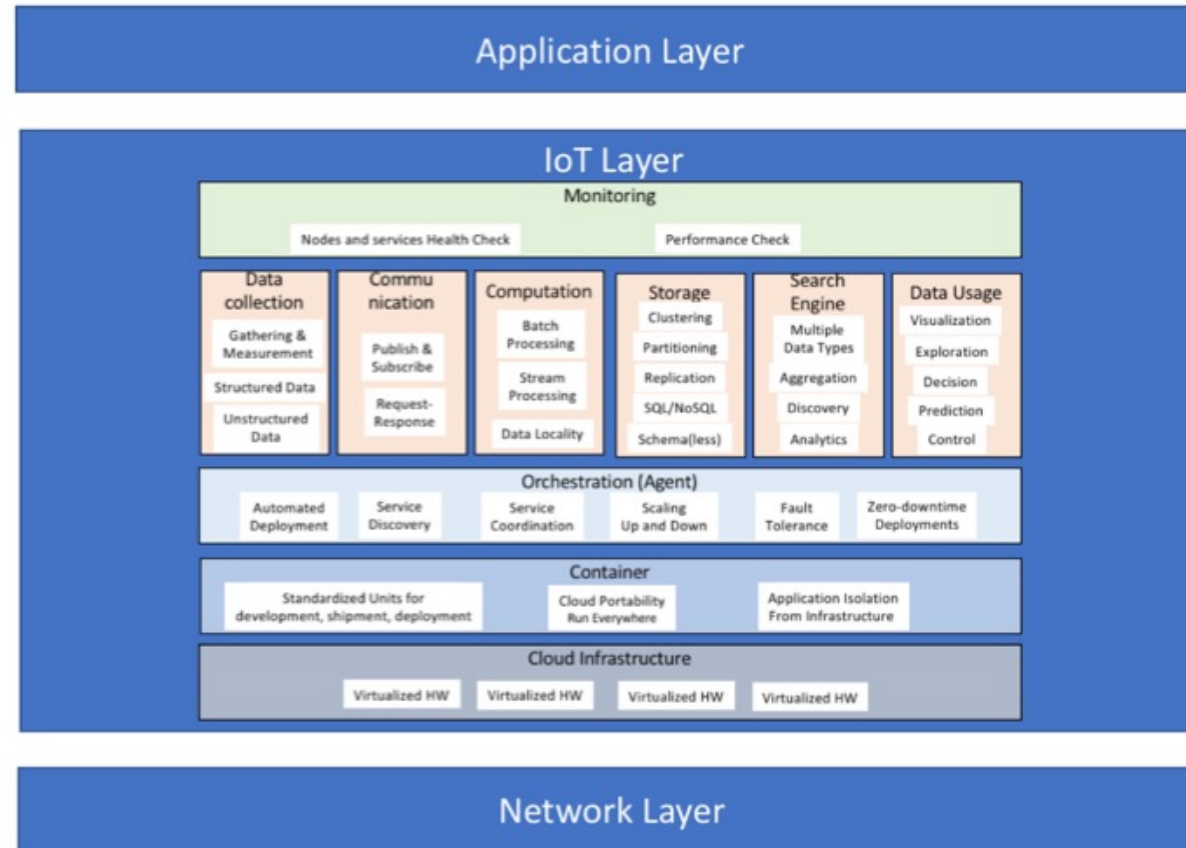 Application Layer
IoT Layer
Monitoring
Nodes and services Health Check
Performance Check
Data
collection
Gathering &
Measurement
Structured Data
Unstructured
Data
Commu
nication
Publish &
Subscribe
Request-
Response
Computation
Batch
Processing
Stream
Processing
Data Locality
Storage
Clustering
Partitioning
Replication
SQL/NoSQL
Schema(less)
Search
Engine
Multiple
Data Types
Aggregation
Discovery
Analytics
Data Usage
Visualization
Exploration
Decision
Prediction
Control
Orchestration (Agent)
Automated
Deployment
Service
Discovery
Service
Coordination
Scaling
Up and Down
Fault
Tolerance
Zero-downtime
Deployments
Container
Standardized Units for
development, shipment, deployment
Cloud Portability
Run Everywhere
Application Isolation
From Infrastructure
Cloud Infrastructure
Virtualized HW
Virtualized HW
Virtualized HW
Virtualized HW
Network Layer